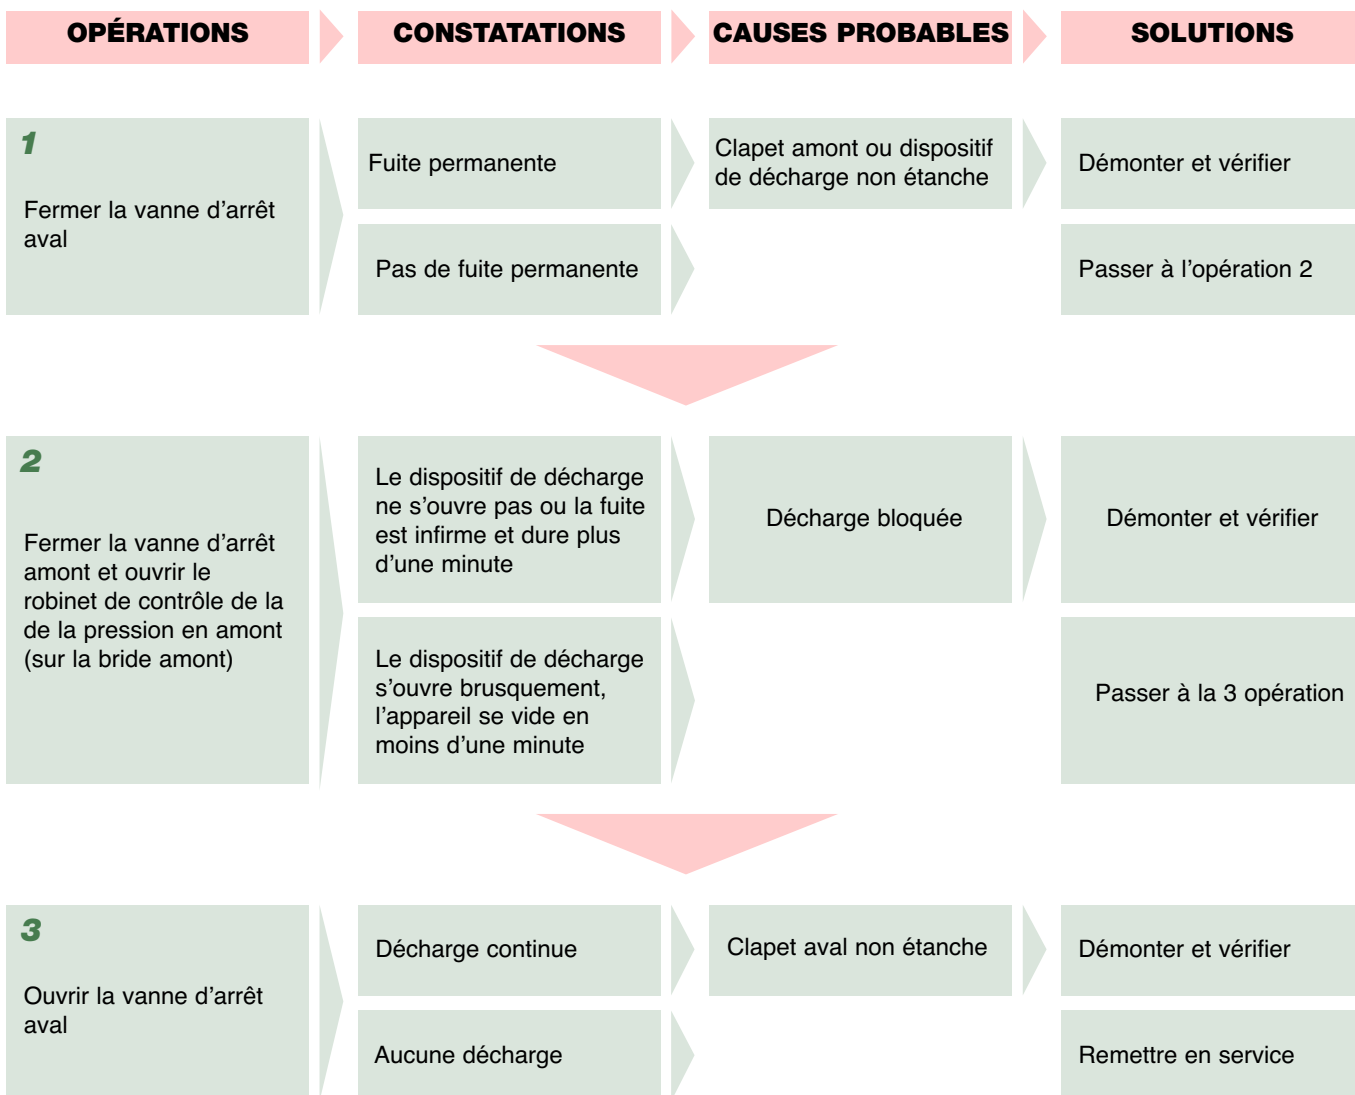 OPÉRATIONS
CONSTATATIONS
CAUSES PROBABLES
SOLUTIONS
1
Fermer la vanne d’arrêt
aval
Fuite permanente
Clapet amont ou dispositif
de décharge non étanche
Démonter et vérifier
Pas de fuite permanente
Passer à l’opération 2
2
Fermer la vanne d’arrêt
amont et ouvrir le
robinet de contrôle de la
de la pression en amont
(sur la bride amont)
Le dispositif de décharge
ne s’ouvre pas ou la fuite
est infirme et dure plus
d’une minute
Décharge bloquée
Démonter et vérifier
Le dispositif de décharge
s’ouvre brusquement,
l’appareil se vide en
moins d’une minute
Passer à la 3 opération
3
Ouvrir la vanne d’arrêt
aval
Décharge continue
Clapet aval non étanche
Démonter et vérifier
Aucune décharge
Remettre en service